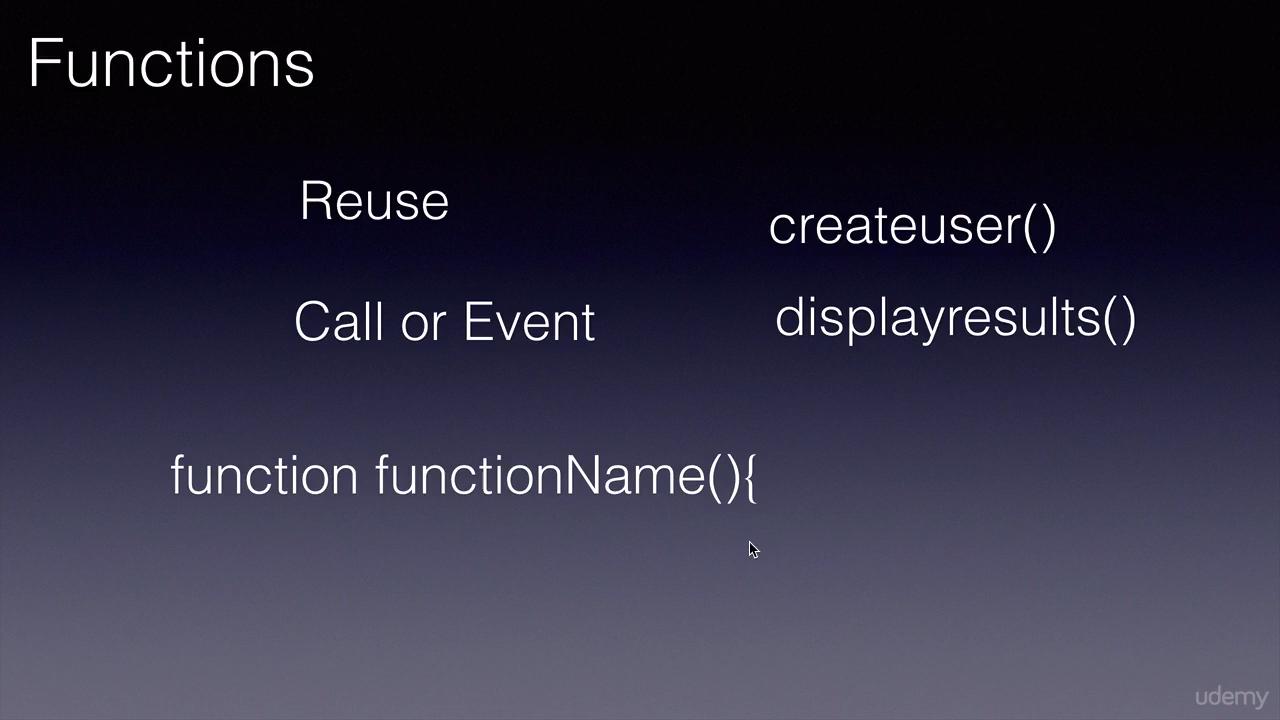 Functions
Reuse
createuser()
Call or Event
displayresults()
function functionName(){
udemy